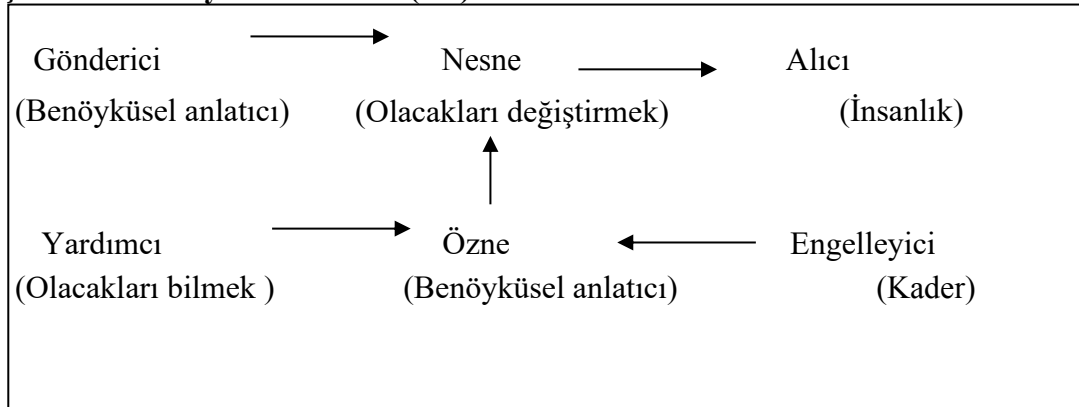 Gönderici Nesne Alıcı
(Benöyküsel anlatıcı) (Olacakları değiştirmek) (İnsanlık)
Yardımcı Özne Engelleyici
(Olacakları bilmek ) (Benöyküsel anlatıcı) (Kader)